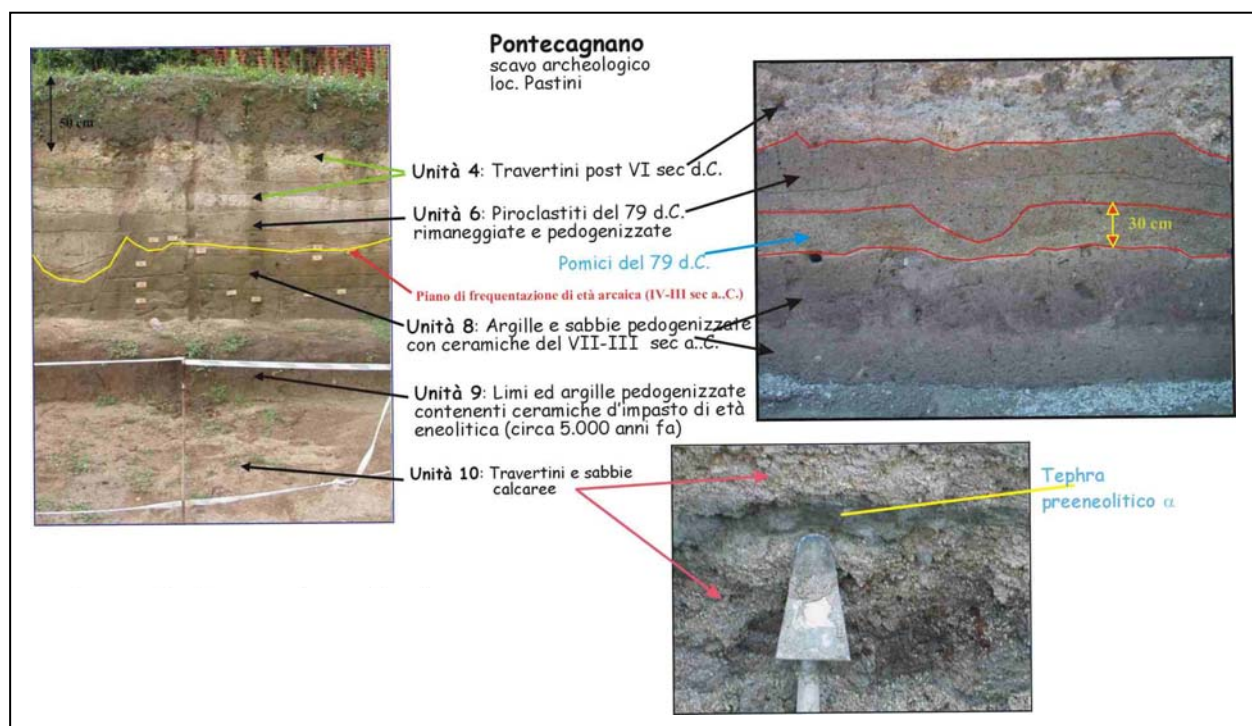 Pontecagnano
scavo archeologico
loc. Pastini
50 cm
Unità 4: Travertini post VI sec d.C.
Unità 6: Piroclastiti del 79 d.C.
rimaneggiate e pedogenizzate
30 cm
Pomici del 79 d.C.
Piano di frequentazione di età arcaica (IV-III sec a..C.)
Unità 8: Argille e sabbie pedogenizzate
con ceramiche del VII-III sec a..C.
Unità 9: Limi ed argille pedogenizzate
contenenti ceramiche d'impasto di età
eneolitica (circa 5.000 anni fa)
Unità 10: Travertini e sabbie
calcaree
Tephra
preeneolitico α